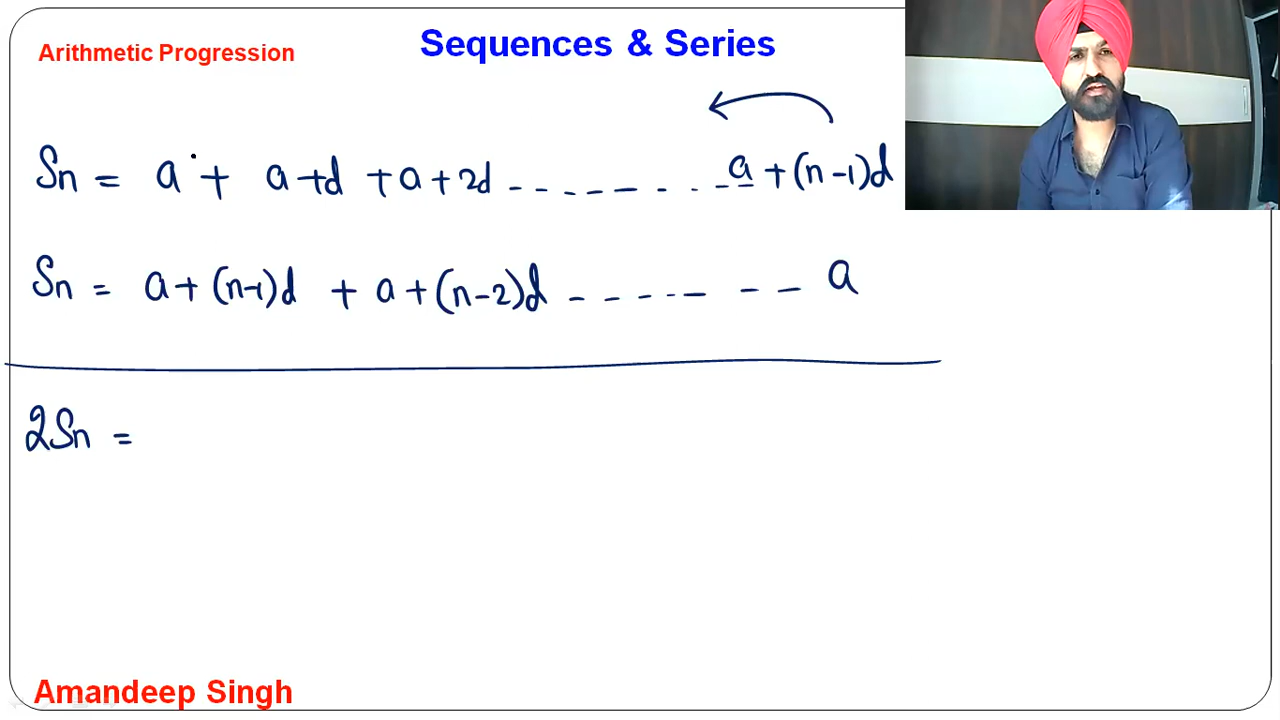 Sequences & Series
Arithmetic Progression
Sn = a + a+d + a+2d ------....-- a+(n-1)d
Sn = a+(n-1)d + a+(n-2)d ------ -- a
2Sn =
Amandeep Singh